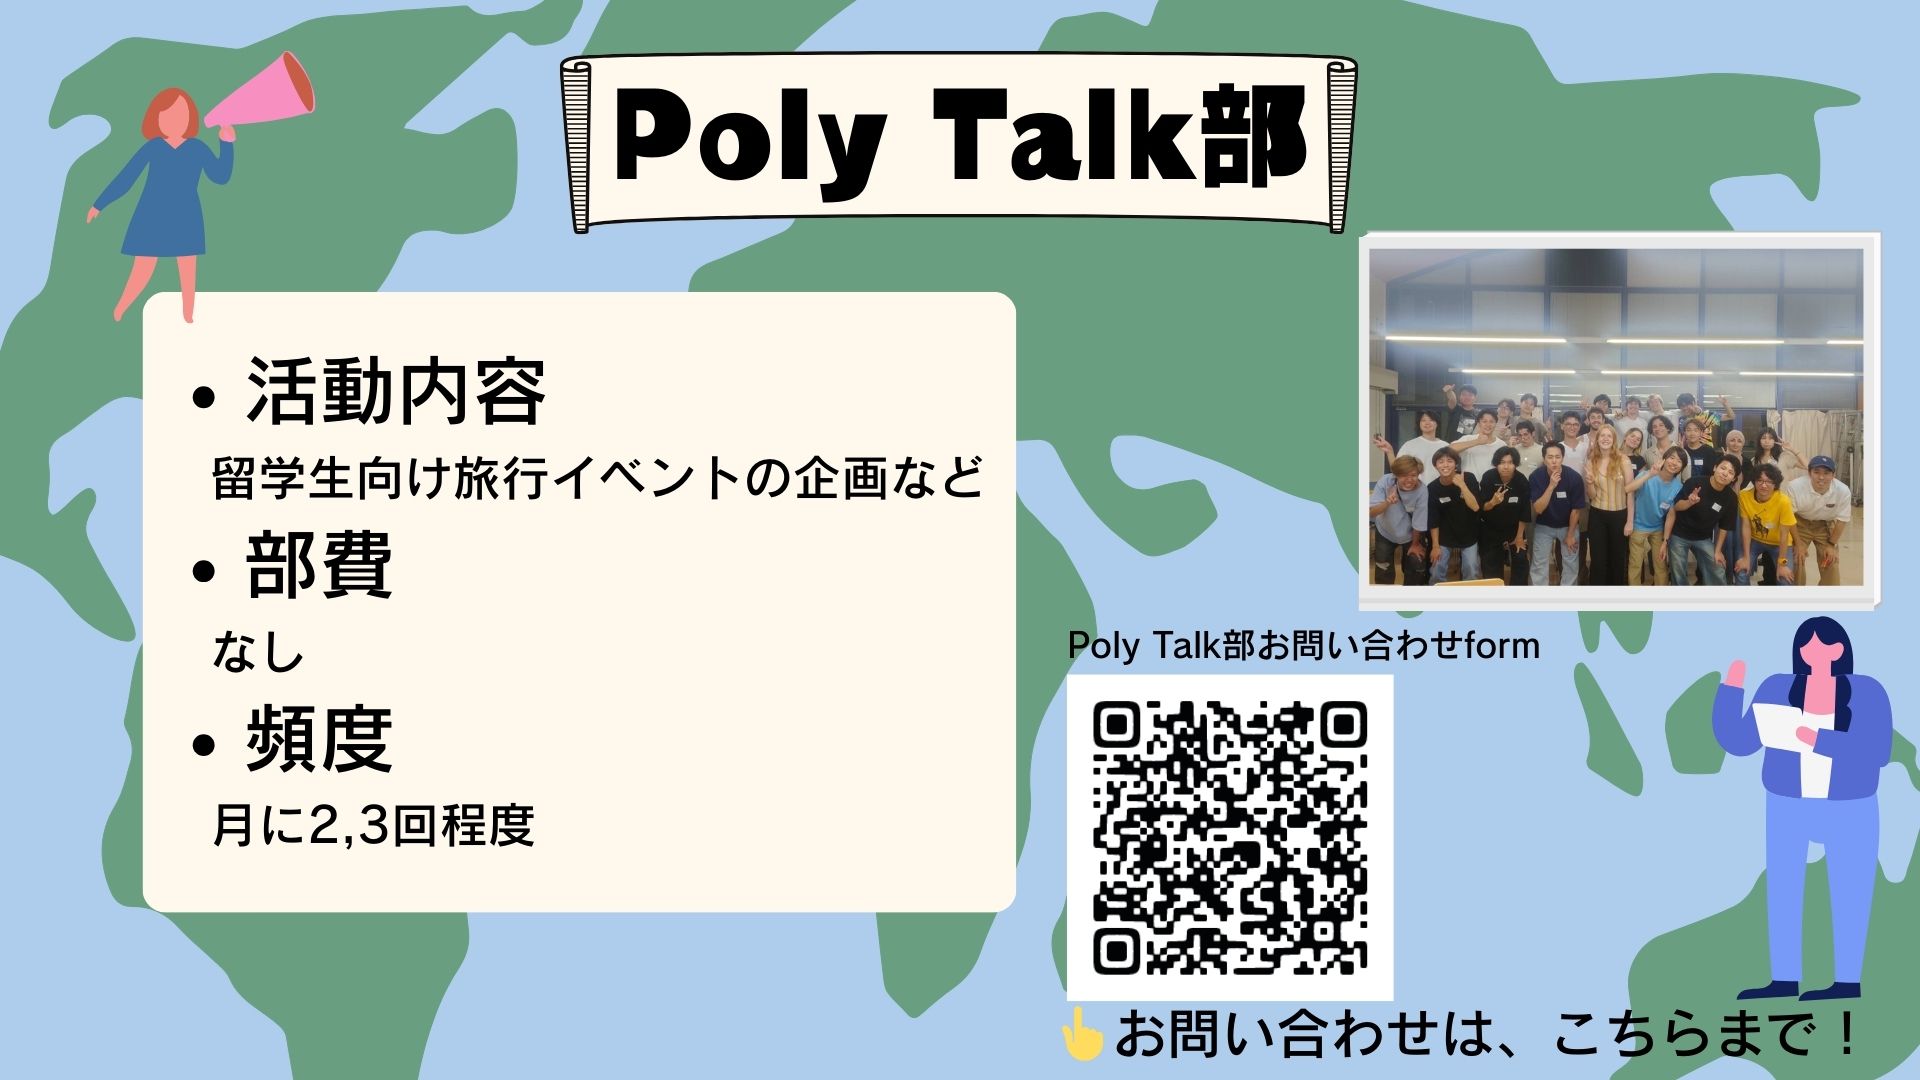 Poly Talk部
• 活動内容
留学生向け旅行イベントの企画など
• 部費
なし
• 頻度
月に2,3回程度
Poly Talk部お問い合わせform
👆お問い合わせは、こちらまで！